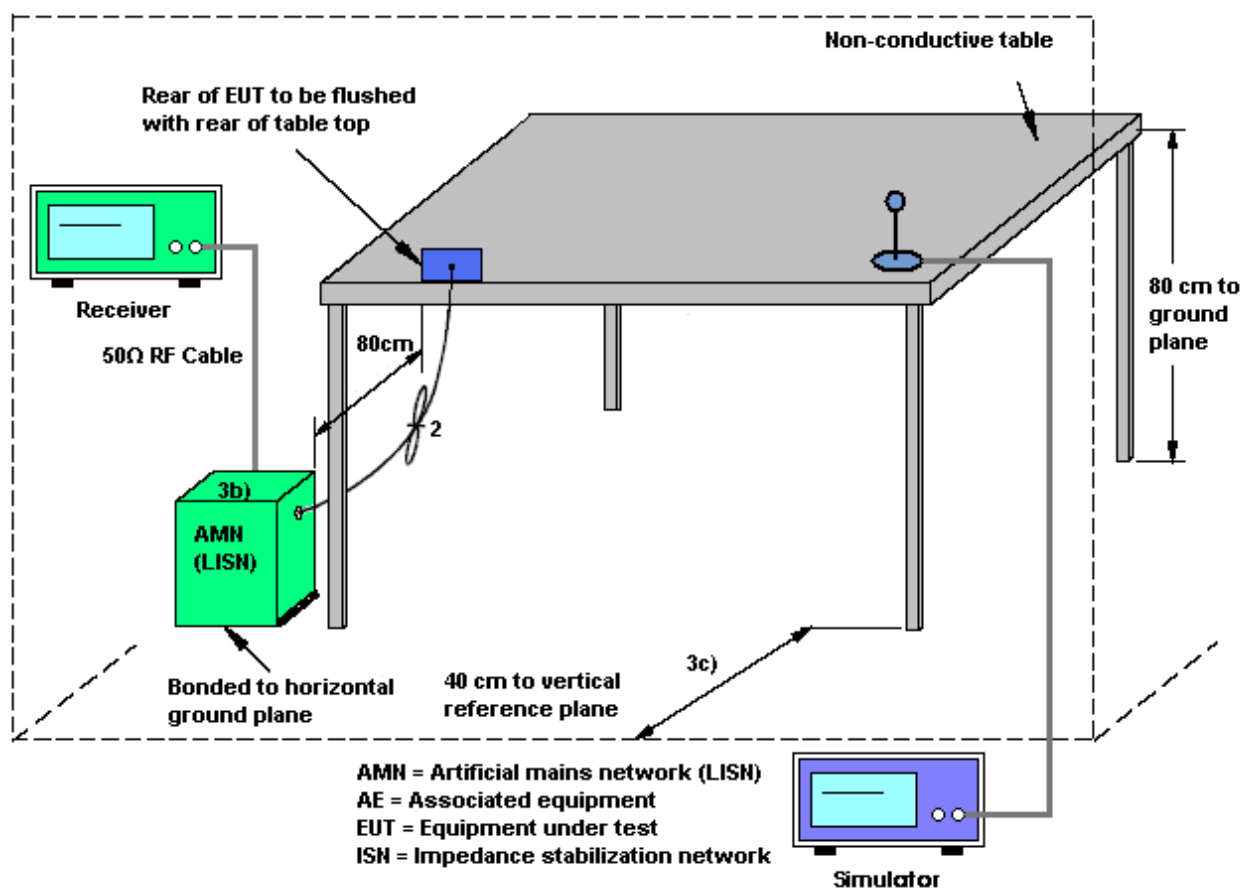 Non-conductive table
Rear of EUT to be flushed
with rear of table top
Receiver
50Ω RF Cable
80cm
2
80 cm to
ground
plane
3b)
AMN
(LISN)
Bonded to horizontal
ground plane
3c)
40 cm to vertical
reference plane
AMN = Artificial mains network (LISN)
AE = Associated equipment
EUT = Equipment under test
ISN = Impedance stabilization network
Simulator